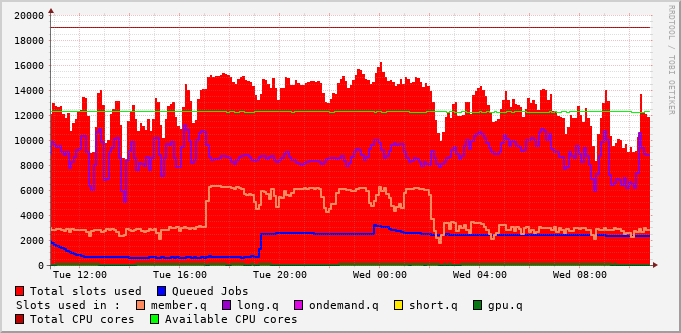 RRDTOOL / TOBI OETIKER
20000
18000
16000
14000
12000
10000
8000
6000
4000
2000
0
Tue 12:00 Tue 16:00 Tue 20:00 Wed 00:00 Wed 04:00 Wed 08:00
Total slots used Queued Jobs
Slots used in : member.q long.q ondemand.q short.q gpu.q
Total CPU cores Available CPU cores